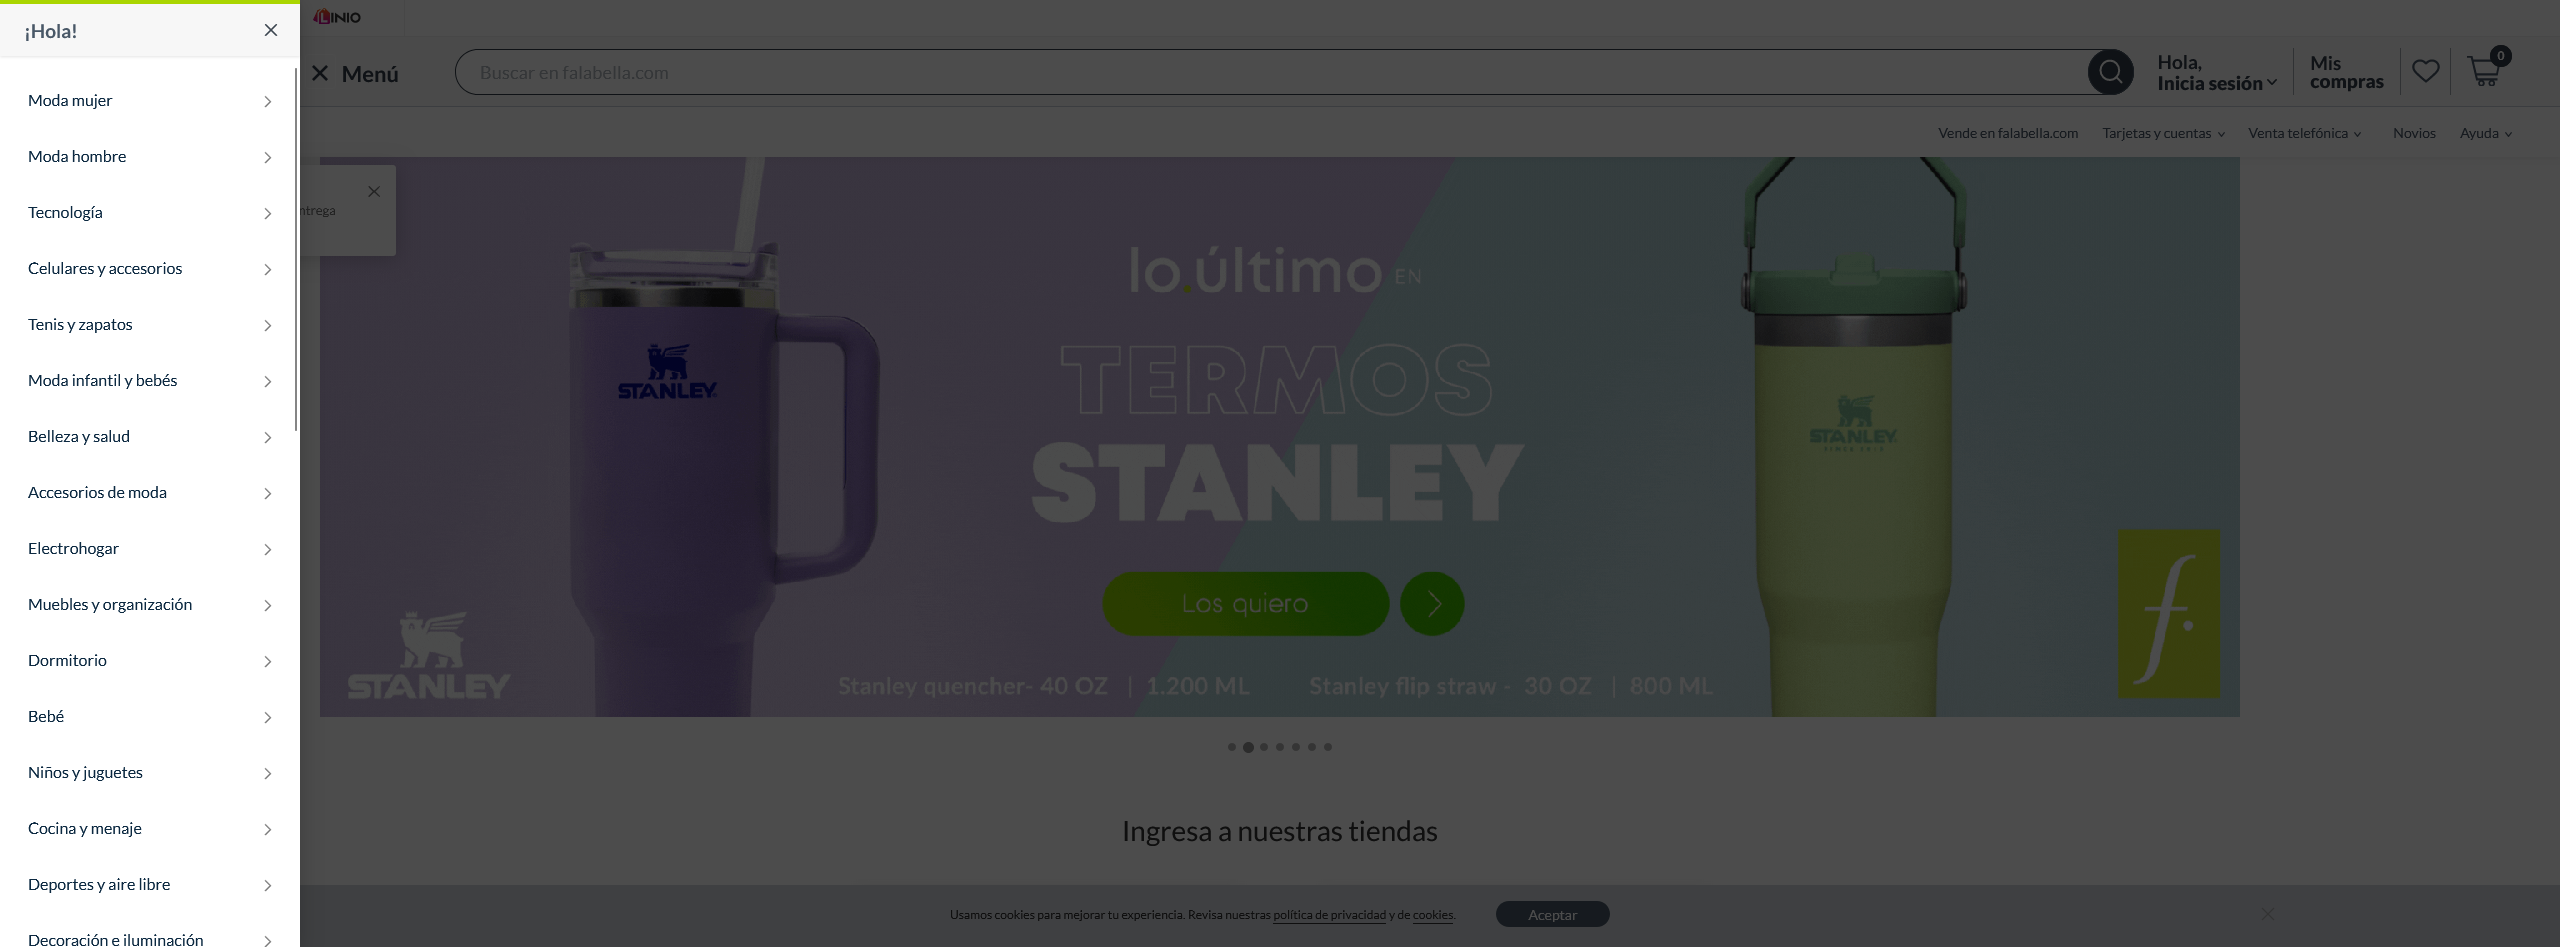 ¡Hola!
Moda mujer
Moda hombre
Tecnología
Celulares y accesorios
Tenis y zapatos
Moda infantil y bebés
Belleza y salud
Accesorios de moda
Electrohogar
Muebles y organización
Dormitorio
Bebé
Niños y juguetes
Cocina y menaje
Deportes y aire libre
Decoración e iluminación
LINIO
Menú
Buscar en falabella.com
Hola,
Inicia sesión
Mis
compras
0
Vende en falabella.com
Tarjetas y cuentas
Venta telefónica
Novios
Ayuda
ntrega
lo.último EN
TERMOS
STANLEY
Los quiero
STANLEY
STANLEY
SINCE 1913
STANLEY
Stanley quencher- 40 OZ | 1.200 ML
Stanley flip straw - 30 OZ | 800 ML
f.
Ingresa a nuestras tiendas
Usamos cookies para mejorar tu experiencia. Revisa nuestras política de privacidad y de cookies.
Aceptar